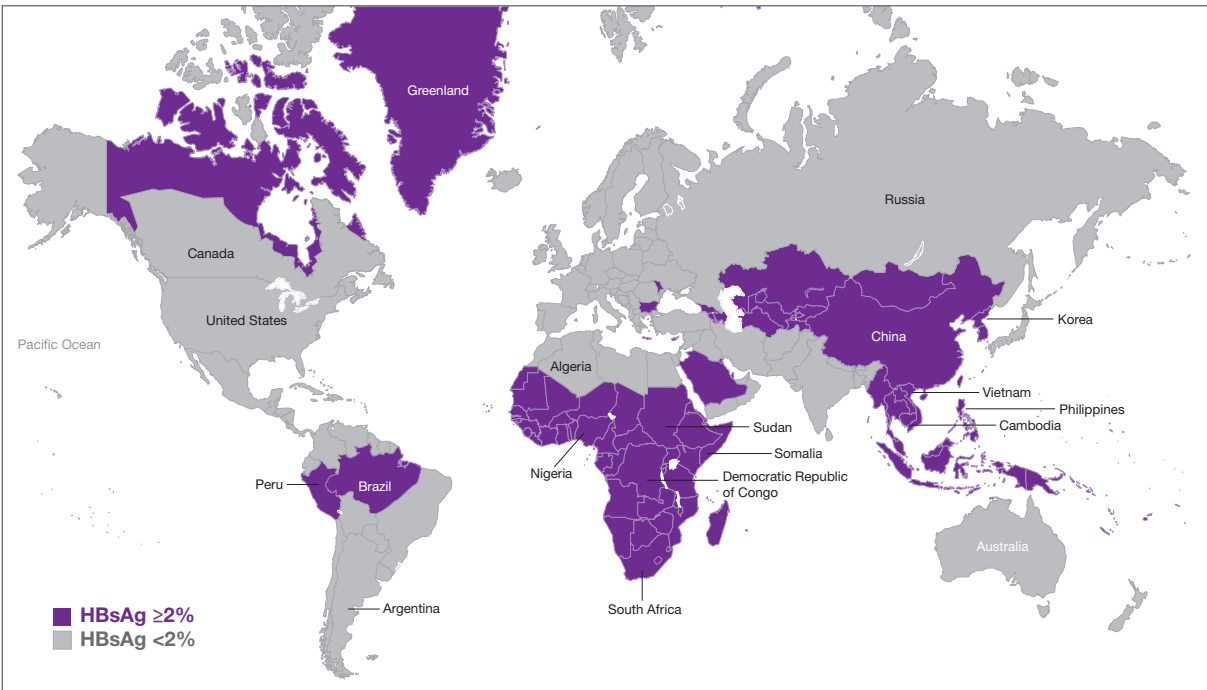 Greenland
Russia
Canada
United States
Pacific Ocean
Korea
China
Algeria
Vietnam
Philippines
Cambodia
Sudan
Somalia
Nigeria
Democratic Republic
of Congo
Peru
Brazil
Australia
South Africa
Argentina
HBsAg ≥2%
HBsAg <2%